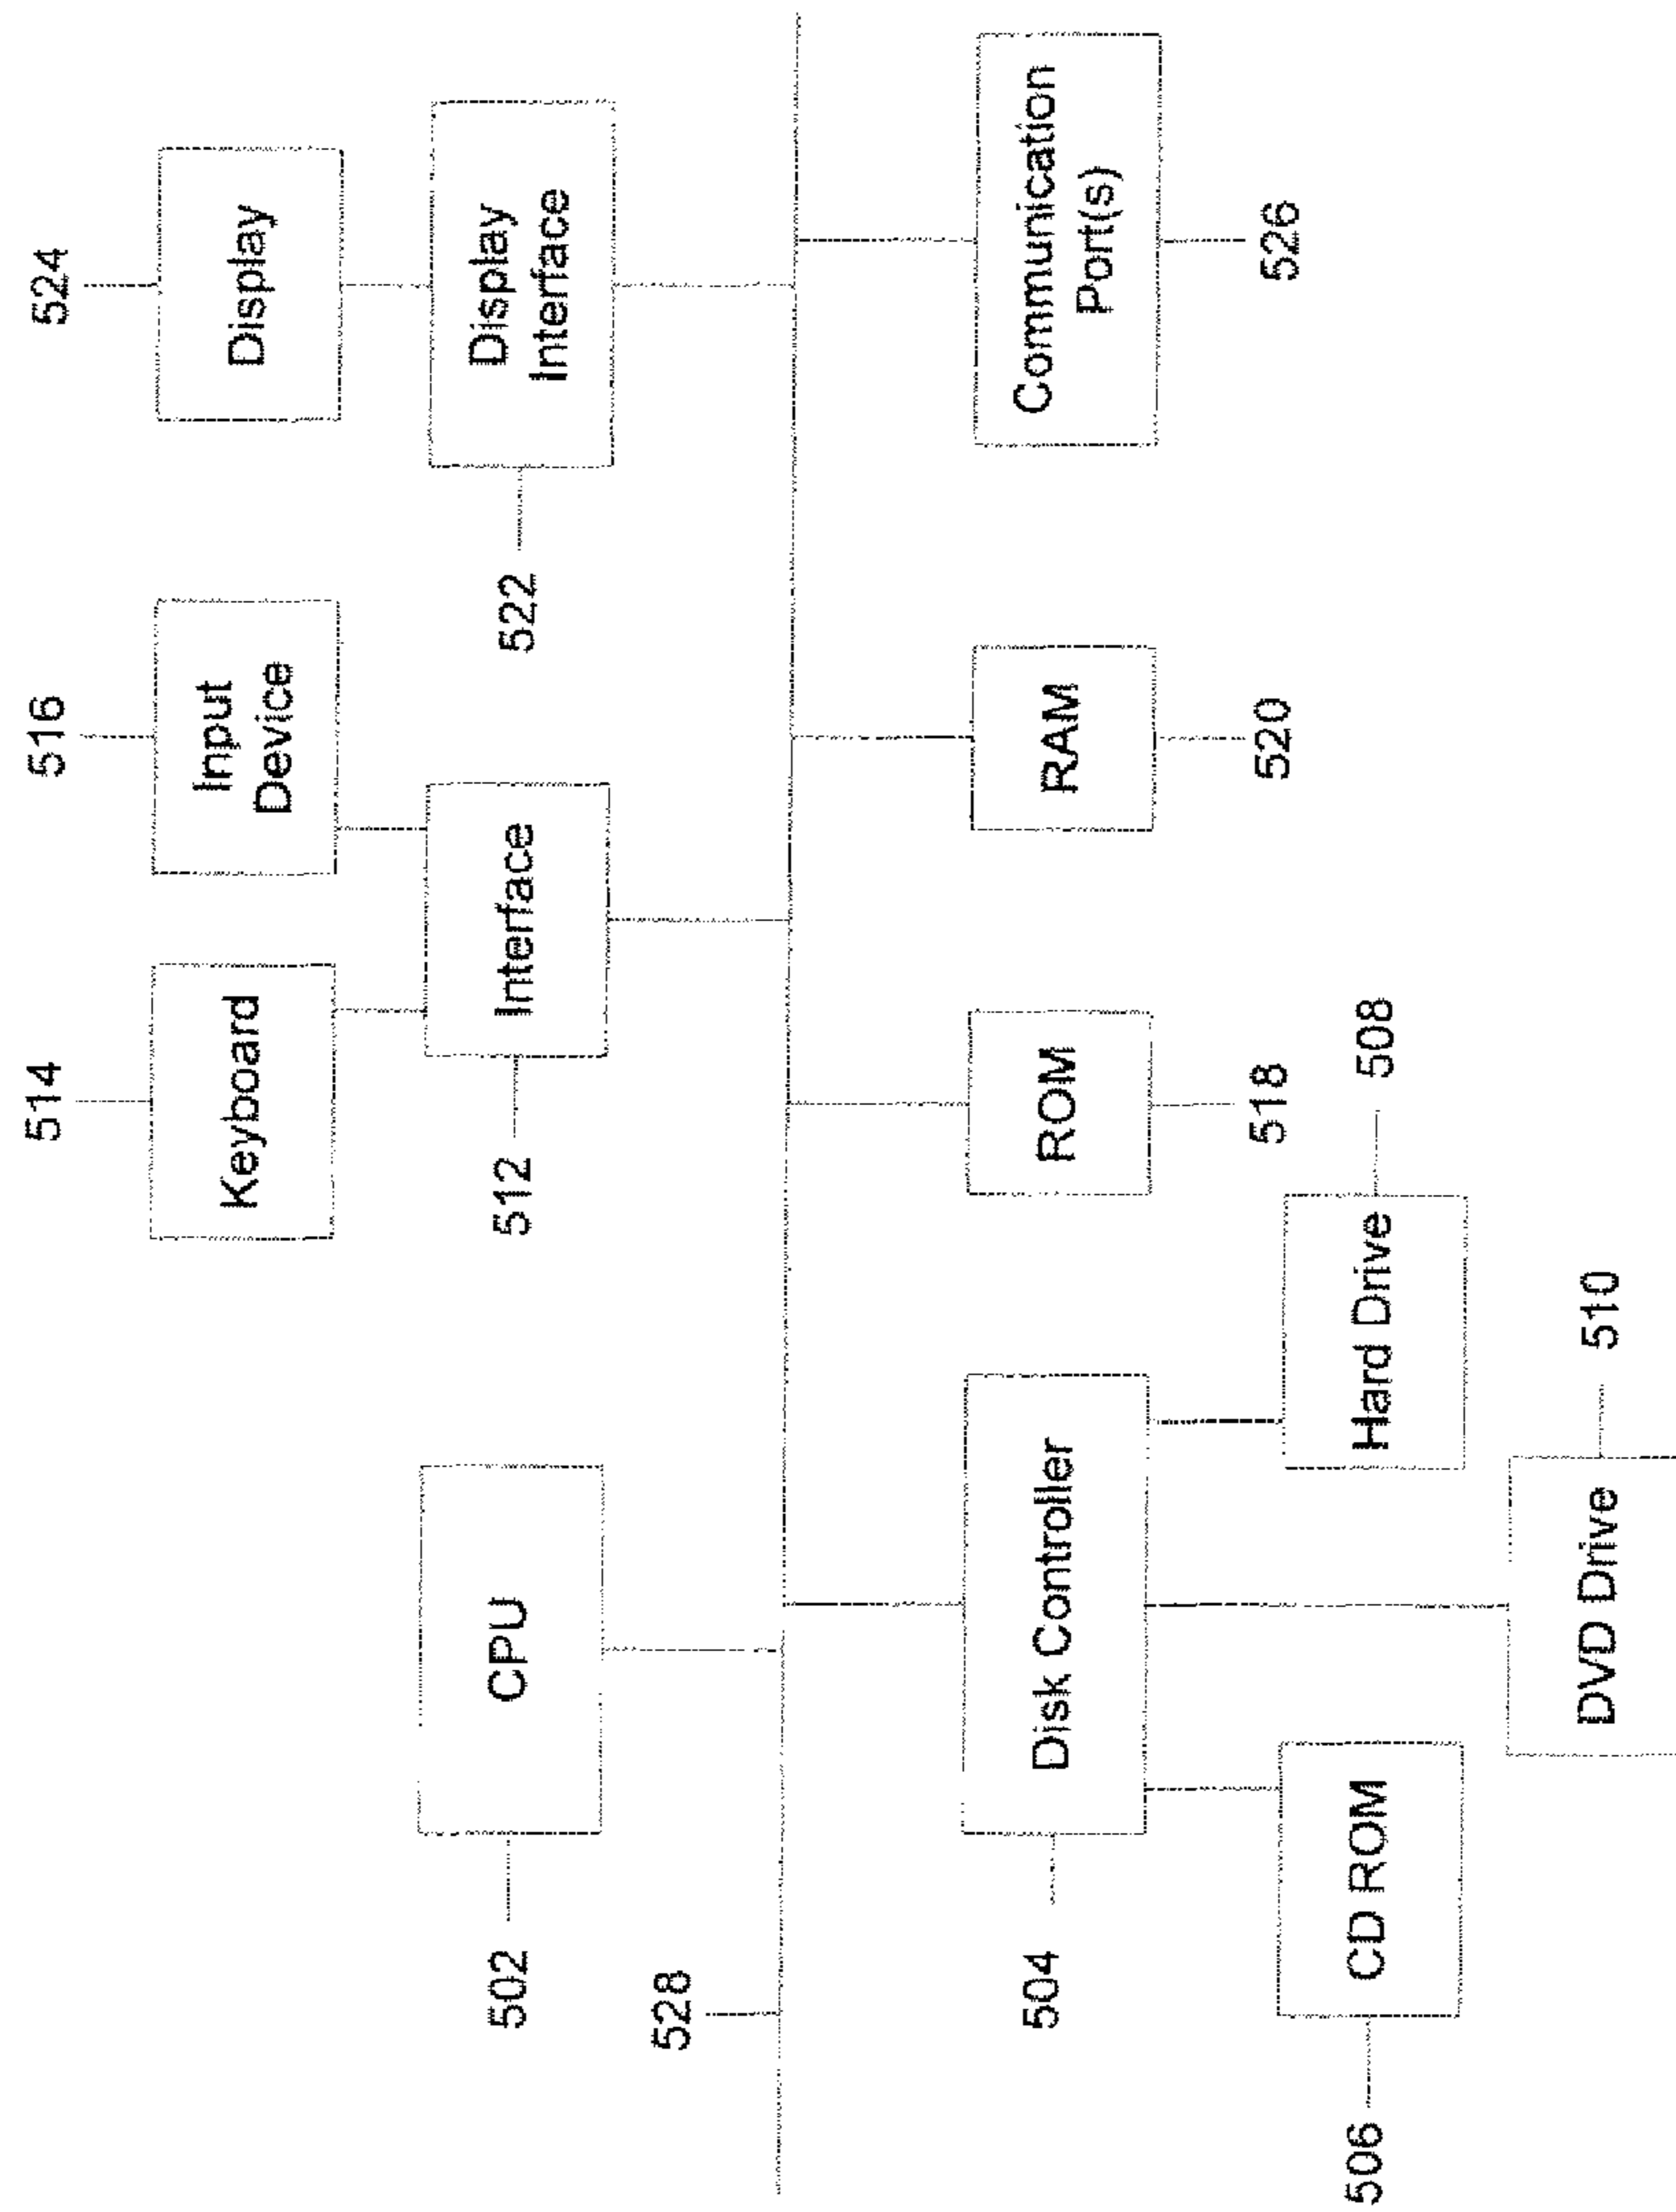 514
516
524
Keyboard
Input
Device
Display
502
CPU
512
Interface
522
Display
Interface
528
504
Disk Controller
ROM
RAM
Communication
Port(s)
518
520
526
506
CD ROM
Hard Drive
508
DVD Drive
510